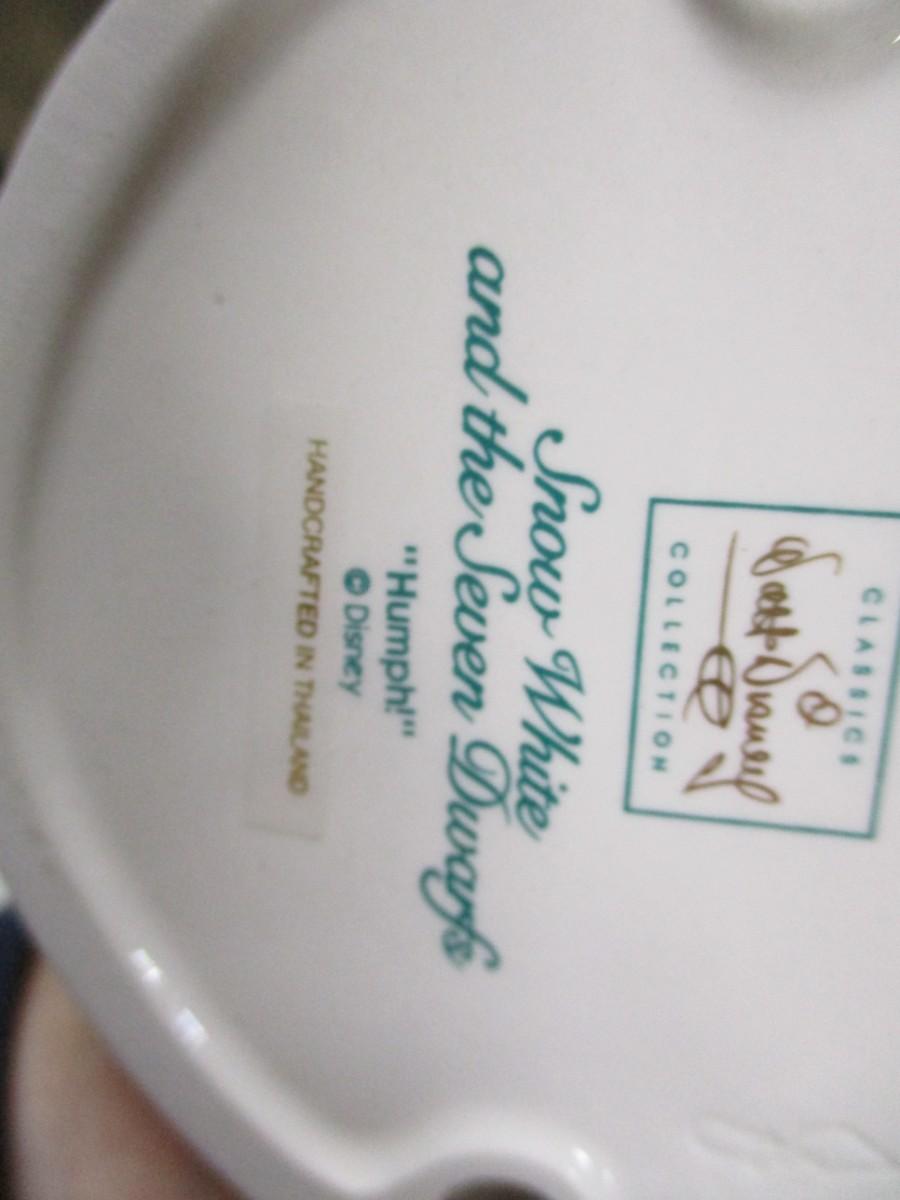 CLASSICS
Walt Disney
COLLECTION
Snow White
and the Seven Dwarfs
"Humph!"
© Disney
HANDCRAFTED IN THAILAND